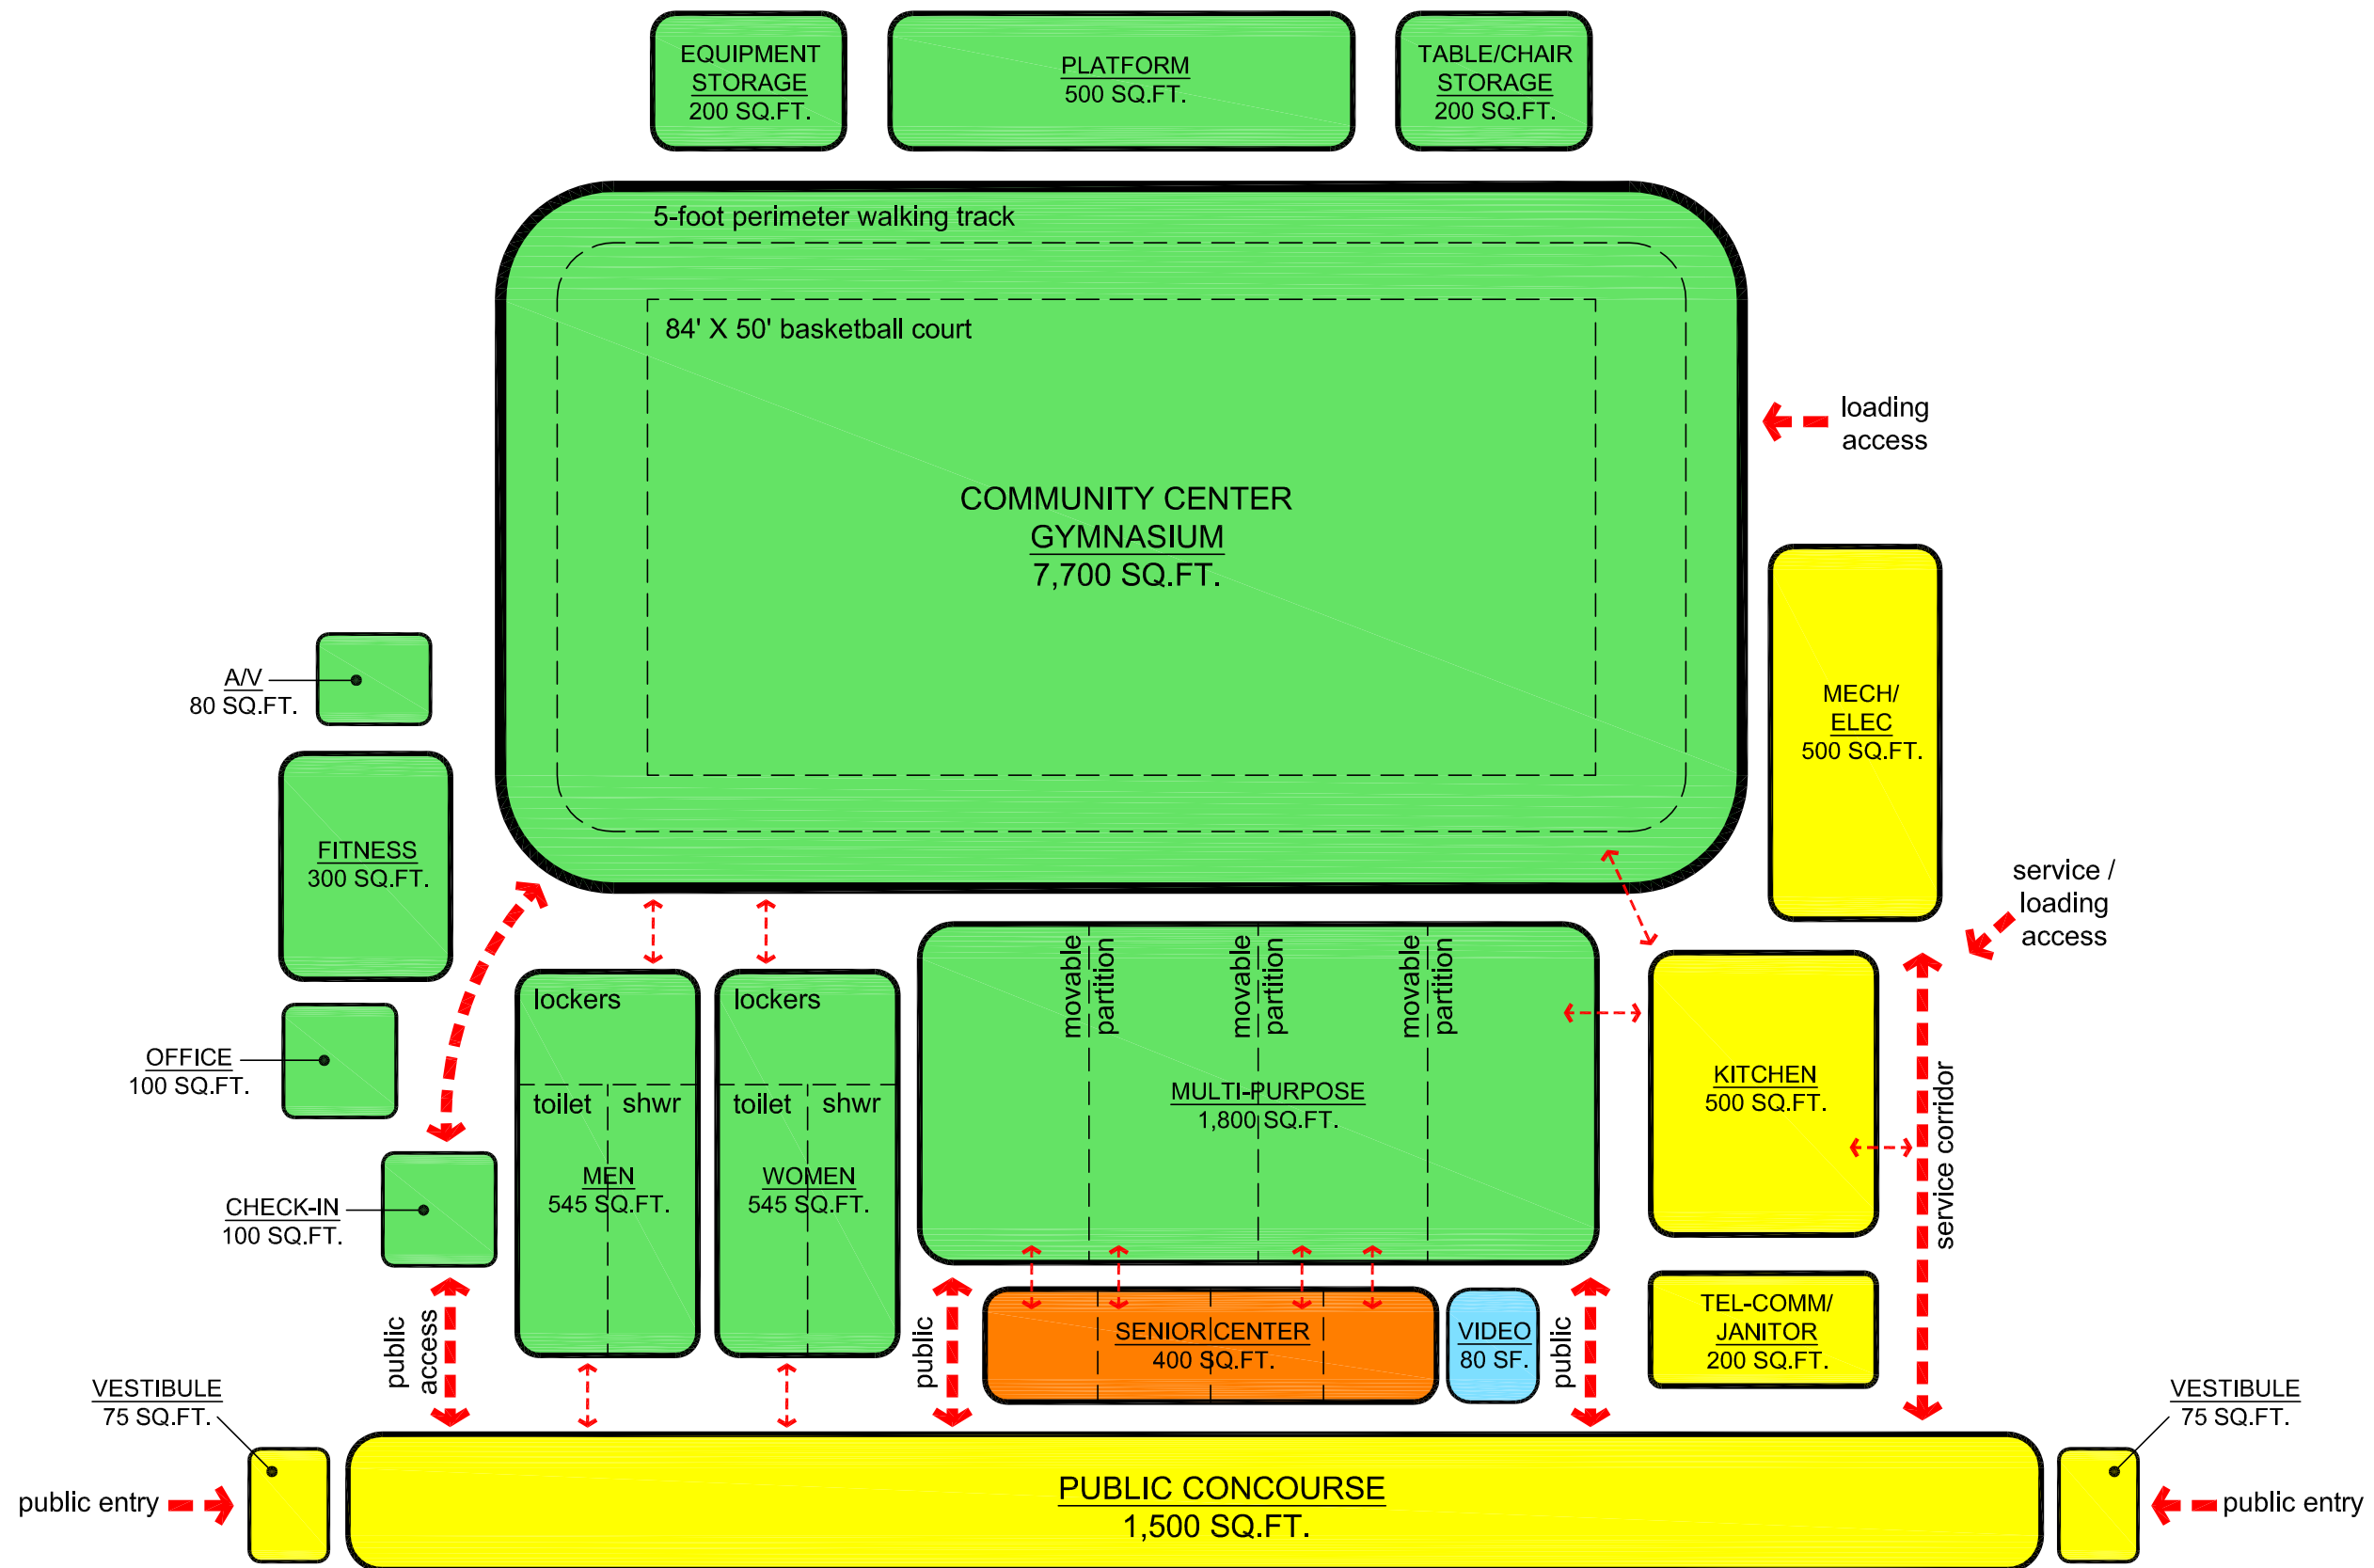 EQUIPMENT
STORAGE
200 SQ.FT.
PLATFORM
500 SQ.FT.
TABLE/CHAIR
STORAGE
200 SQ.FT.
5-foot perimeter walking track
84' X 50' basketball court
loading
access
COMMUNITY CENTER
GYMNASIUM
7,700 SQ.FT.
A/V
80 SQ.FT.
MECH/
ELEC
500 SQ.FT.
FITNESS
300 SQ.FT.
service /
loading
access
movable
partition
movable
partition
movable
partition
lockers
lockers
OFFICE
100 SQ.FT.
toilet
shwr
toilet
shwr
MULTI-PURPOSE
1,800 SQ.FT.
KITCHEN
500 SQ.FT.
service corridor
MEN
545 SQ.FT.
WOMEN
545 SQ.FT.
CHECK-IN
100 SQ.FT.
public
access
public
SENIOR CENTER
400 SQ.FT.
VIDEO
80 SF.
public
TEL-COMM/
JANITOR
200 SQ.FT.
VESTIBULE
75 SQ.FT.
VESTIBULE
75 SQ.FT.
public entry
PUBLIC CONCOURSE
1,500 SQ.FT.
public entry